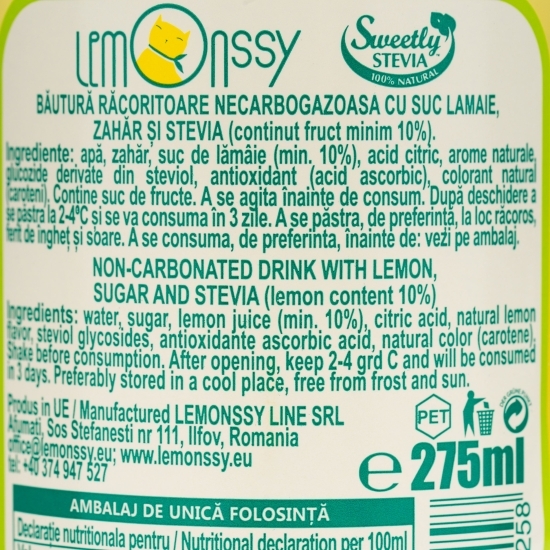 LEMONSSY
Sweetly
STEVIA™
100% NATURAL
BĂUTURĂ RĂCORITOARE NECARBOGAZOASA CU SUC LAMAIE,
ZAHĂR ȘI STEVIA (continut fruct minim 10%).
Ingrediente: apă, zahăr, suc de lămâie (min. 10%), acid citric, arome naturale,
glucozide derivate din steviol, antioxidant (acid ascorbic), colorant natural
(caroteni). Conține suc de fructe. A se agita înainte de consum. După deschidere a
se păstra la 2-4ºC si se va consuma în 3 zile. A se păstra, de preferință, la loc răcoros,
ferit de îngheț și soare. A se consuma, de preferinta, înainte de: vezi pe ambalaj.
NON-CARBONATED DRINK WITH LEMON,
SUGAR AND STEVIA (lemon content 10%)
Ingredients: water, sugar, lemon juice (min. 10%), citric acid, natural lemon
flavor, steviol glycosides, antioxidante ascorbic acid, natural color (carotene).
Shake before consumption. After opening, keep 2-4 grd C and will be consumed
in 3 days. Preferably stored in a cool place, free from frost and sun.
Produs in UE / Manufactured LEMONSSY LINE SRL
Afumati, Sos Stefanesti nr 111, Ilfov, Romania
office@lemonssy.eu; www.lemonssy.eu
tel: +40 374 947 527
PET
e 275ml
AMBALAJ DE UNICĂ FOLOSINȚĂ
Declarație nutritionala pentru / Nutritional declaration per 100ml
258